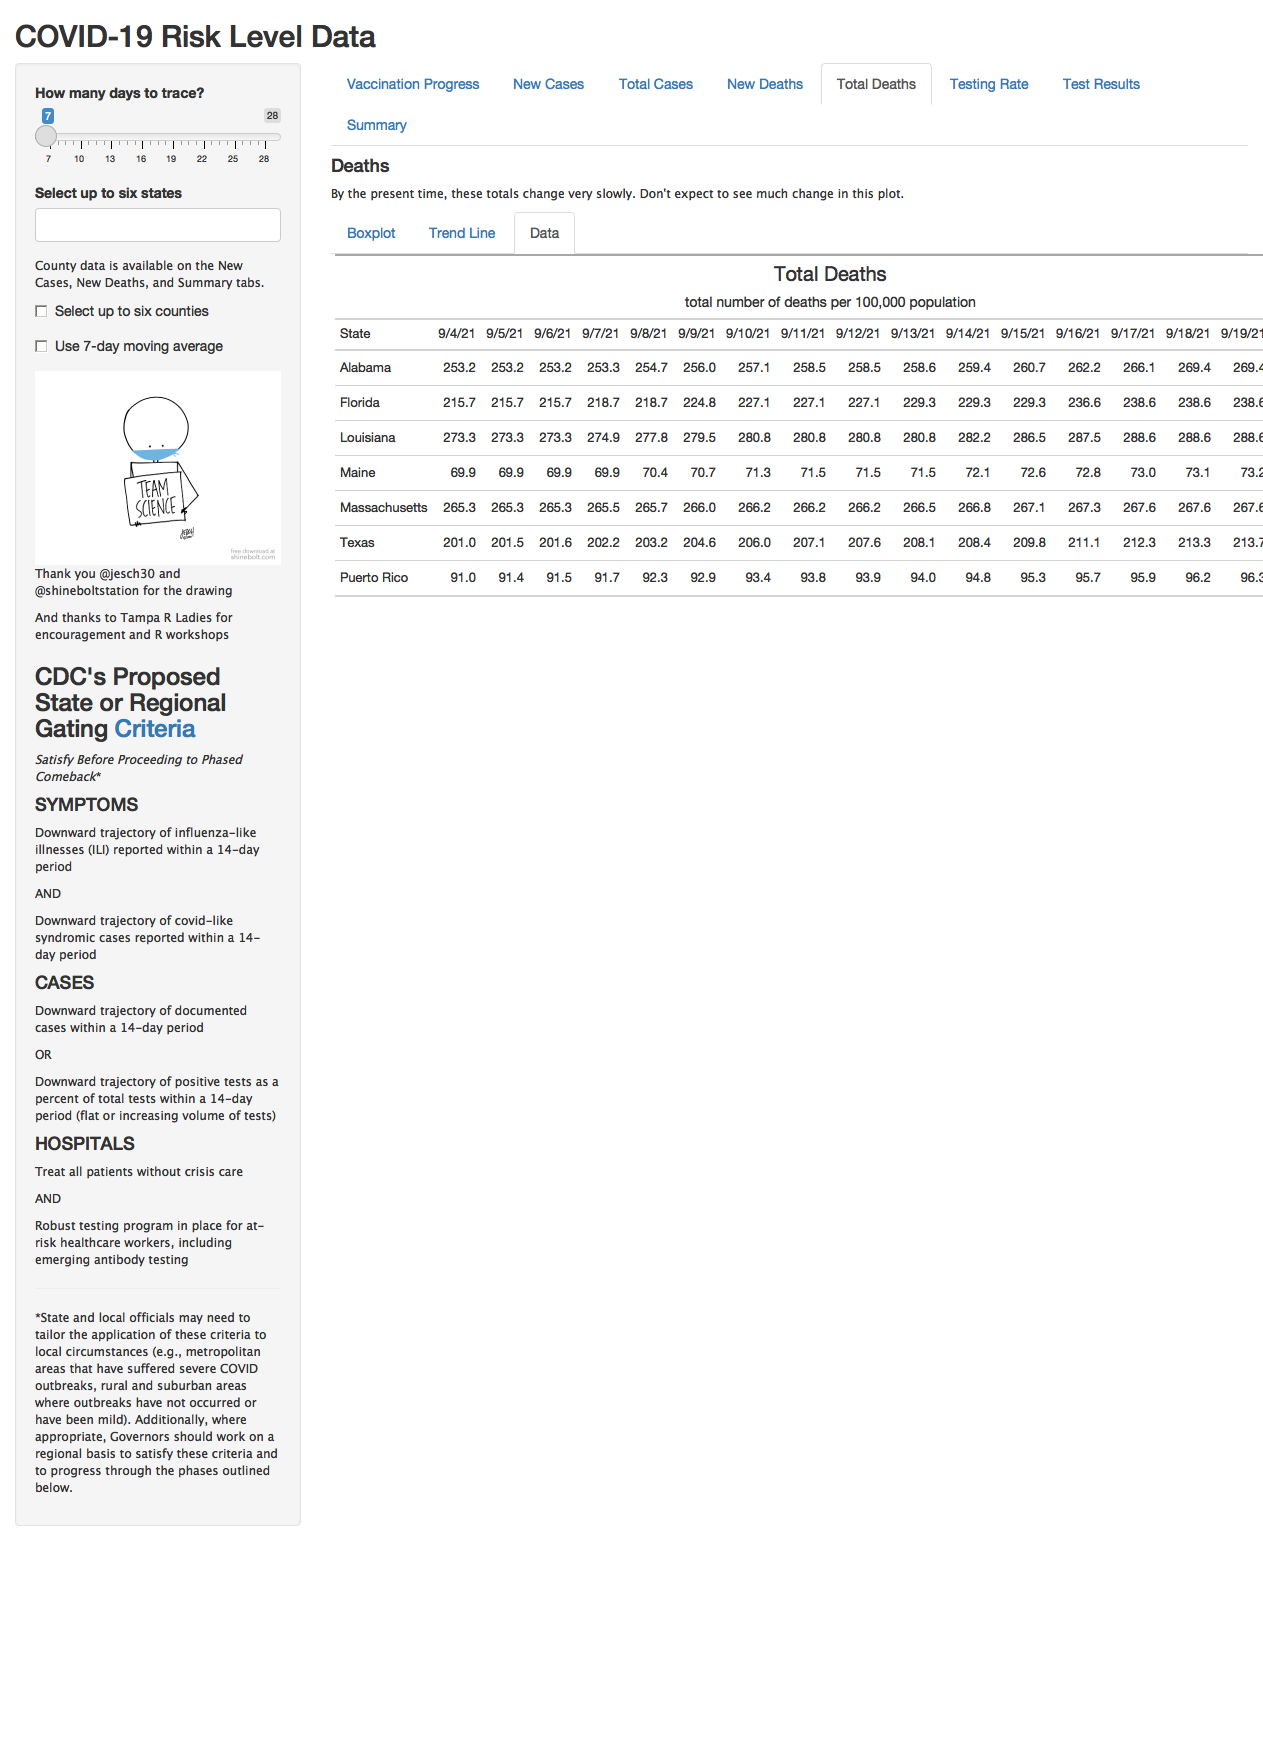 COVID-19 Risk Level Data
How many days to trace?
7 28
7 10 13 16 19 22 25 28
Select up to six states
County data is available on the New
Cases, New Deaths, and Summary tabs.
Select up to six counties
Use 7-day moving average
TEAM
SCIENCE
free download at
shinebolt.com
Thank you @jesch30 and
@shineboltstation for the drawing
And thanks to Tampa R Ladies for
encouragement and R workshops
CDC's Proposed
State or Regional
Gating Criteria
Satisfy Before Proceeding to Phased
Comeback*
SYMPTOMS
Downward trajectory of influenza-like
illnesses (ILI) reported within a 14-day
period
AND
Downward trajectory of covid-like
syndromic cases reported within a 14-
day period
CASES
Downward trajectory of documented
cases within a 14-day period
OR
Downward trajectory of positive tests as a
percent of total tests within a 14-day
period (flat or increasing volume of tests)
HOSPITALS
Treat all patients without crisis care
AND
Robust testing program in place for at-
risk healthcare workers, including
emerging antibody testing
*State and local officials may need to
tailor the application of these criteria to
local circumstances (e.g., metropolitan
areas that have suffered severe COVID
outbreaks, rural and suburban areas
where outbreaks have not occurred or
have been mild). Additionally, where
appropriate, Governors should work on a
regional basis to satisfy these criteria and
to progress through the phases outlined
below.
Vaccination Progress New Cases Total Cases New Deaths Total Deaths Testing Rate Test Results
Summary
Deaths
By the present time, these totals change very slowly. Don't expect to see much change in this plot.
Boxplot Trend Line Data
Total Deaths
total number of deaths per 100,000 population
State 9/4/21 9/5/21 9/6/21 9/7/21 9/8/21 9/9/21 9/10/21 9/11/21 9/12/21 9/13/21 9/14/21 9/15/21 9/16/21 9/17/21 9/18/21 9/19/21
Alabama 253.2 253.2 253.2 253.3 254.7 256.0 257.1 258.5 258.5 258.6 259.4 260.7 262.2 266.1 269.4 269.4
Florida 215.7 215.7 215.7 218.7 218.7 224.8 227.1 227.1 227.1 229.3 229.3 229.3 236.6 238.6 238.6 238.6
Louisiana 273.3 273.3 273.3 274.9 277.8 279.5 280.8 280.8 280.8 280.8 282.2 286.5 287.5 288.6 288.6 288.6
Maine 69.9 69.9 69.9 69.9 70.4 70.7 71.3 71.5 71.5 71.5 72.1 72.6 72.8 73.0 73.1 73.2
Massachusetts 265.3 265.3 265.3 265.5 265.7 266.0 266.2 266.2 266.2 266.5 266.8 267.1 267.3 267.6 267.6 267.6
Texas 201.0 201.5 201.6 202.2 203.2 204.6 206.0 207.1 207.6 208.1 208.4 209.8 211.1 212.3 213.3 213.7
Puerto Rico 91.0 91.4 91.5 91.7 92.3 92.9 93.4 93.8 93.9 94.0 94.8 95.3 95.7 95.9 96.2 96.3